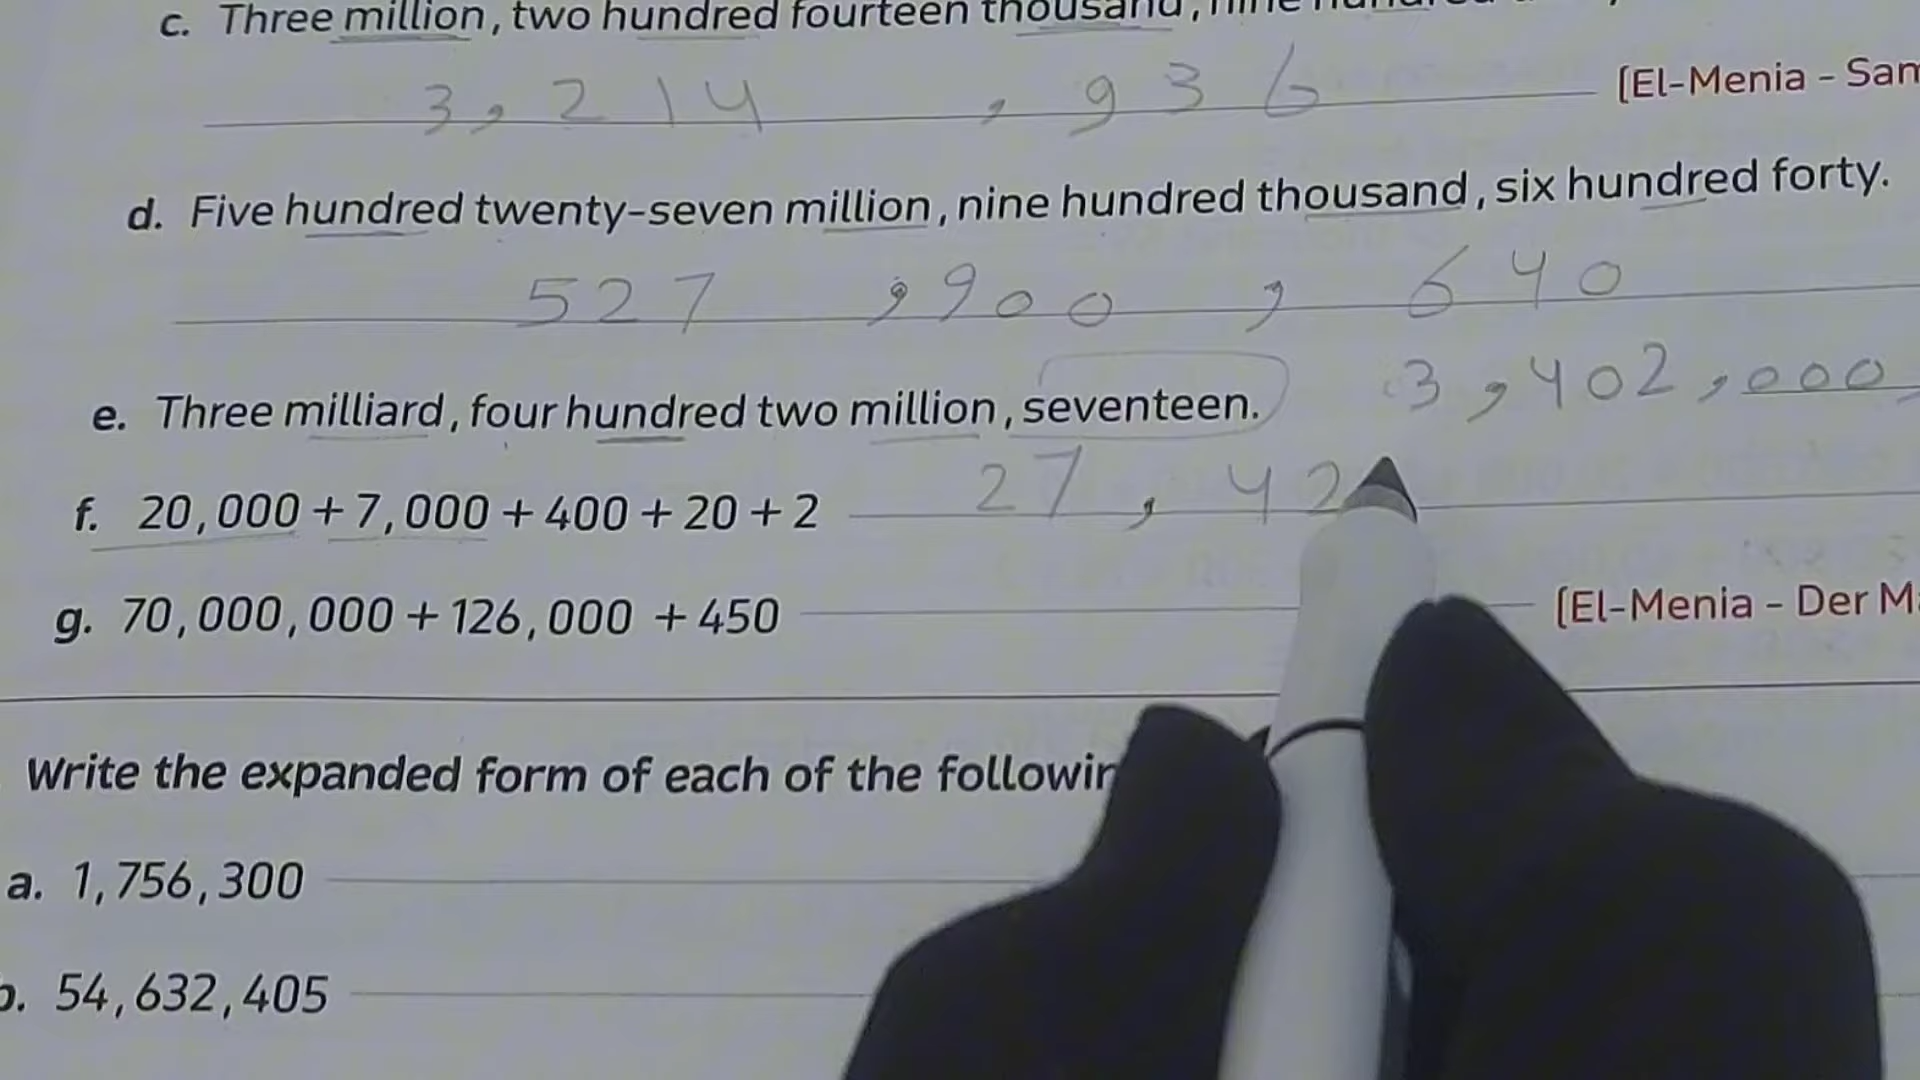 c. Three million, two hundred fourteen thousand, nine
3, 214 , 936
[El-Menia - Sam
d. Five hundred twenty-seven million, nine hundred thousand, six hundred forty.
527 , 900 , 640
e. Three milliard, four hundred two million, seventeen. 3, 402, 000,
f. 20,000 + 7,000 + 400 + 20 + 2 27, 42
g. 70,000,000 + 126,000 + 450 [El-Menia - Der M
Write the expanded form of each of the
a. 1,756,300
54,632,405